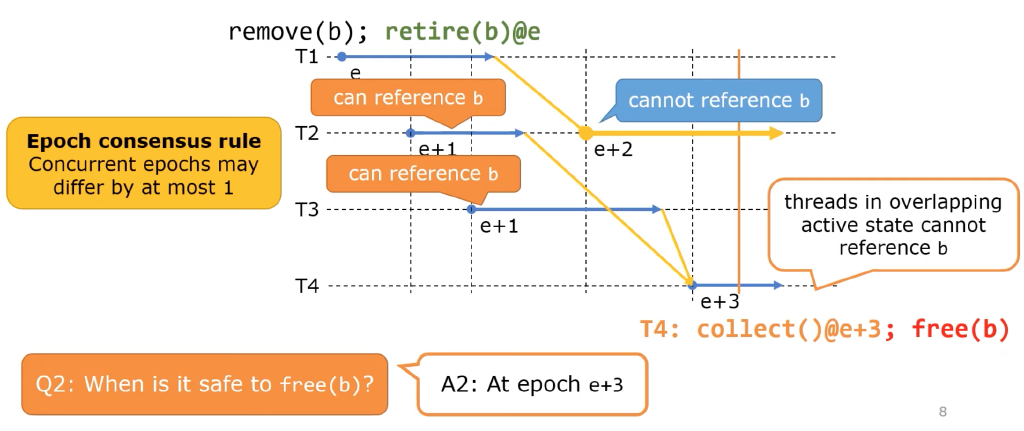 remove(b); retire(b)@e
T1
e
can reference b
cannot reference b
Epoch consensus rule
Concurrent epochs may
differ by at most 1
T2
e+1
e+2
can reference b
T3
e+1
threads in overlapping
active state cannot
reference b
T4
e+3
T4: collect()@e+3; free(b)
Q2: When is it safe to free(b)?
A2: At epoch e+3
8